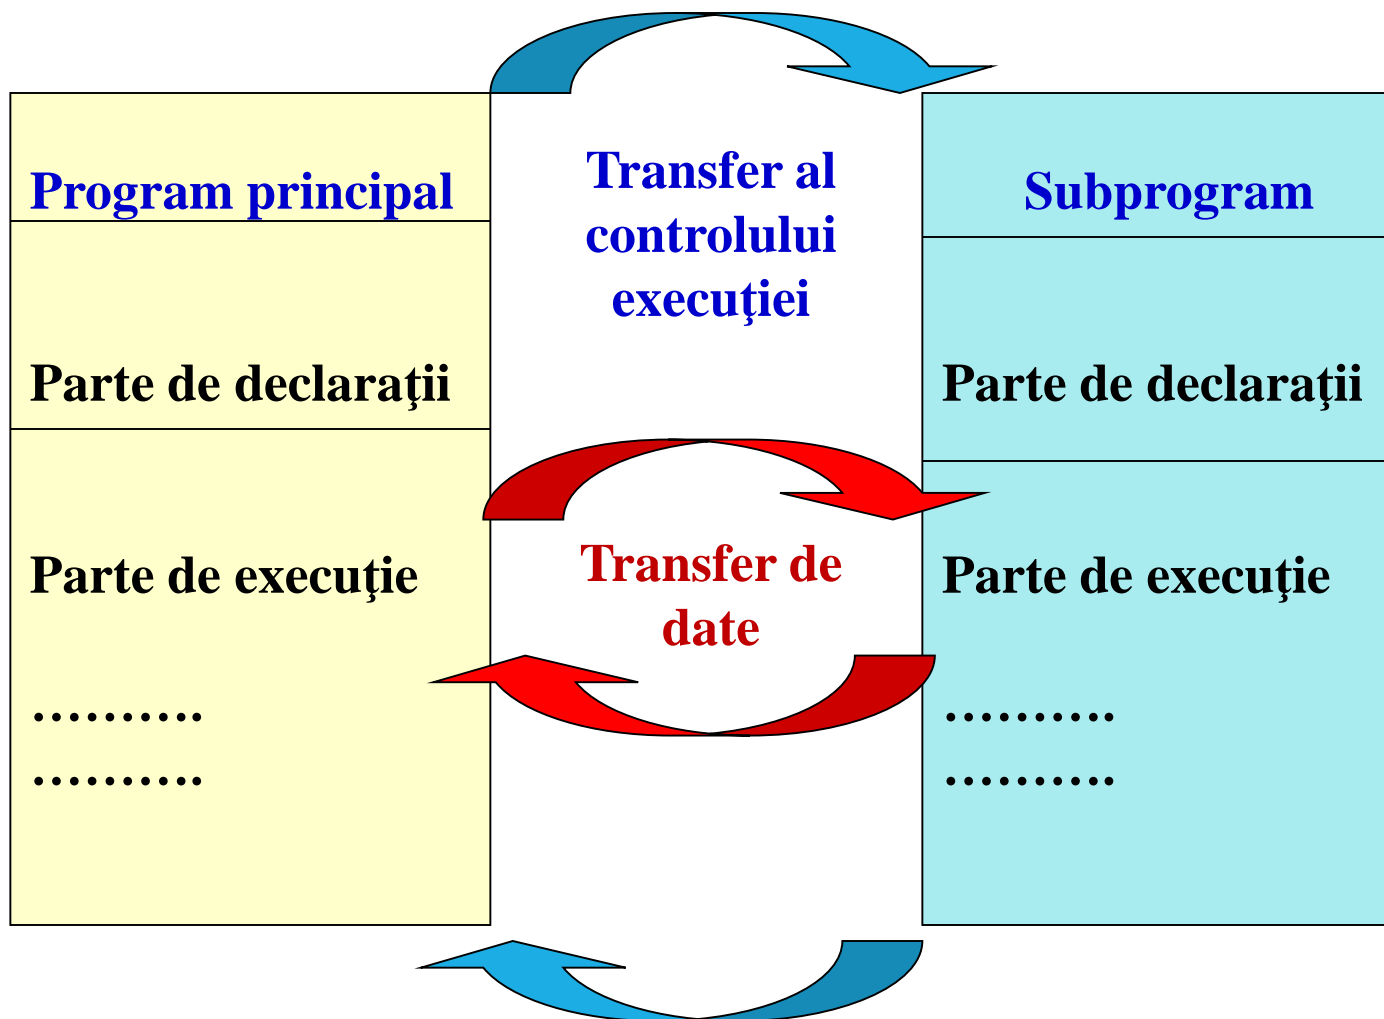 Program principal
Parte de declaraţii
Parte de execuţie
……….
……….
Transfer al
controlului
execuţiei
Transfer de
date
Subprogram
Parte de declaraţii
Parte de execuţie
……….
……….